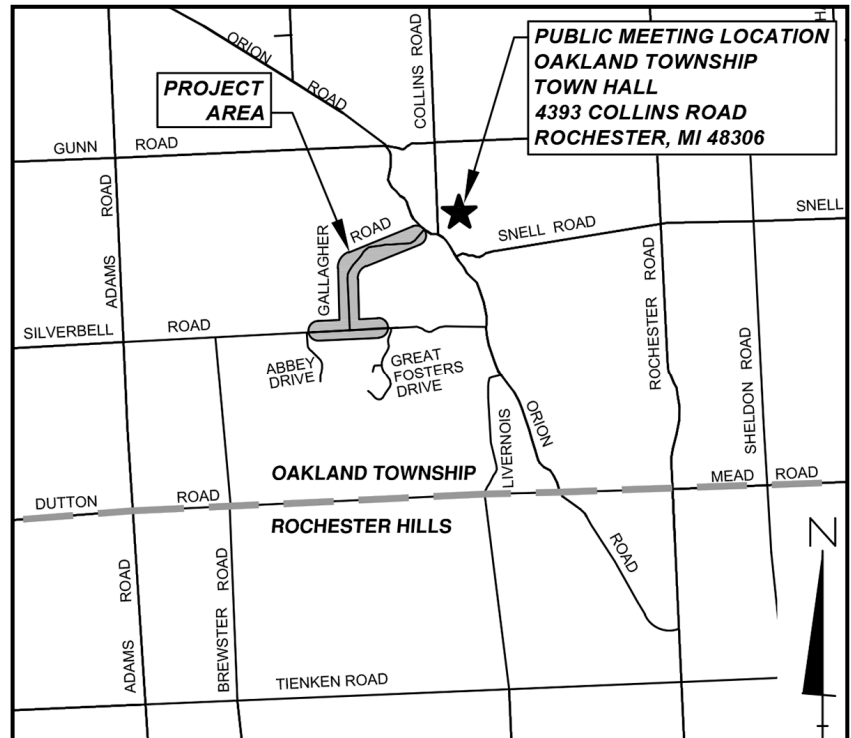 ORION
ROAD
COLLINS ROAD
PUBLIC MEETING LOCATION
OAKLAND TOWNSHIP
TOWN HALL
4393 COLLINS ROAD
ROCHESTER, MI 48306
PROJECT
AREA
GUNN ROAD
ADAMS ROAD
GALLAGHER ROAD
SNELL ROAD
SNELL
ROCHESTER ROAD
SHELDON ROAD
SILVERBELL ROAD
ABBEY
DRIVE
GREAT
FOSTERS
DRIVE
LIVERNOIS
ORION
ROAD
OAKLAND TOWNSHIP
DUTTON ROAD
MEAD ROAD
ROCHESTER HILLS
ADAMS ROAD
BREWSTER ROAD
TIENKEN ROAD
N